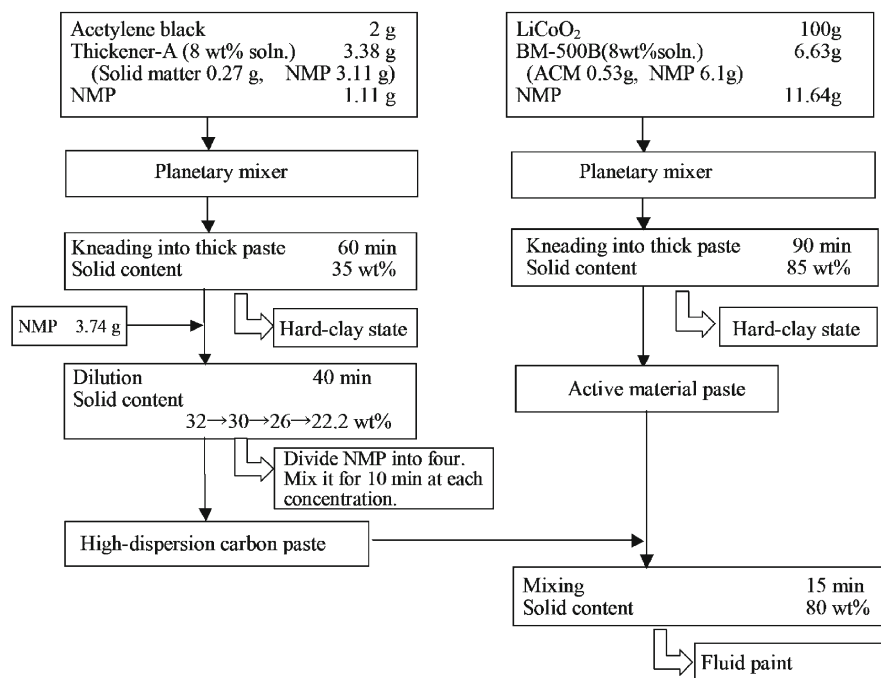 Acetylene black 2 g
Thickener-A (8 wt% soln.) 3.38 g
(Solid matter 0.27 g, NMP 3.11 g)
NMP 1.11 g
Planetary mixer
Kneading into thick paste 60 min
Solid content 35 wt%
NMP 3.74 g
Hard-clay state
Dilution 40 min
Solid content
32→30→26→22.2 wt%
Divide NMP into four.
Mix it for 10 min at each
concentration.
High-dispersion carbon paste
LiCoO₂ 100g
BM-500B(8wt%soln.) 6.63g
(ACM 0.53g, NMP 6.1g)
NMP 11.64g
Planetary mixer
Kneading into thick paste 90 min
Solid content 85 wt%
Hard-clay state
Active material paste
Mixing 15 min
Solid content 80 wt%
Fluid paint